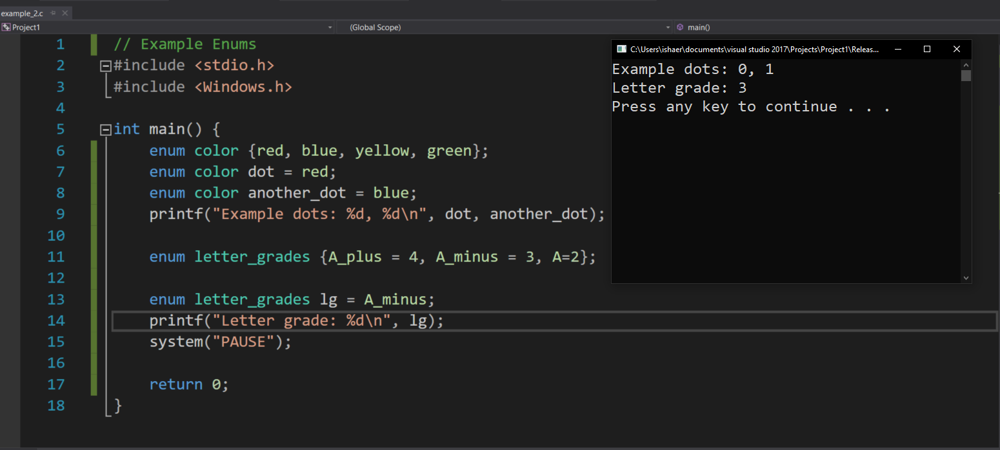 example_2.c
Project1 (Global Scope) main()
1 // Example Enums
2 #include <stdio.h>
3 #include <Windows.h>
4
5 int main() {
6 enum color {red, blue, yellow, green};
7 enum color dot = red;
8 enum color another_dot = blue;
9 printf("Example dots: %d, %d\n", dot, another_dot);
10
11 enum letter_grades {A_plus = 4, A_minus = 3, A=2};
12
13 enum letter_grades lg = A_minus;
14 printf("Letter grade: %d\n", lg);
15 system("PAUSE");
16
17 return 0;
18 }
C:\Users\ishaer\documents\visual studio 2017\Projects\Project1\Releas...
Example dots: 0, 1
Letter grade: 3
Press any key to continue . . .